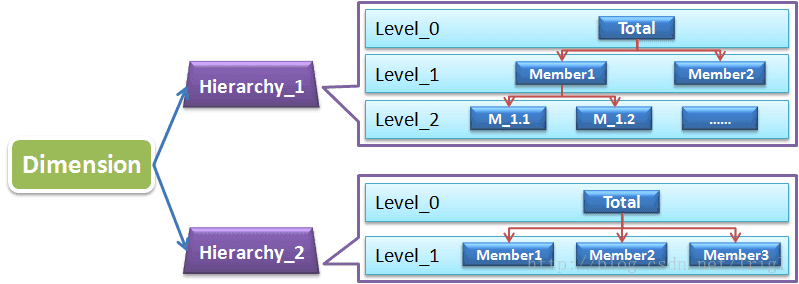 Dimension
Hierarchy_1
Level_0
Total
Level_1
Member1
Member2
Level_2
M_1.1
M_1.2
......
Hierarchy_2
Level_0
Total
Level_1
Member1
Member2
Member3